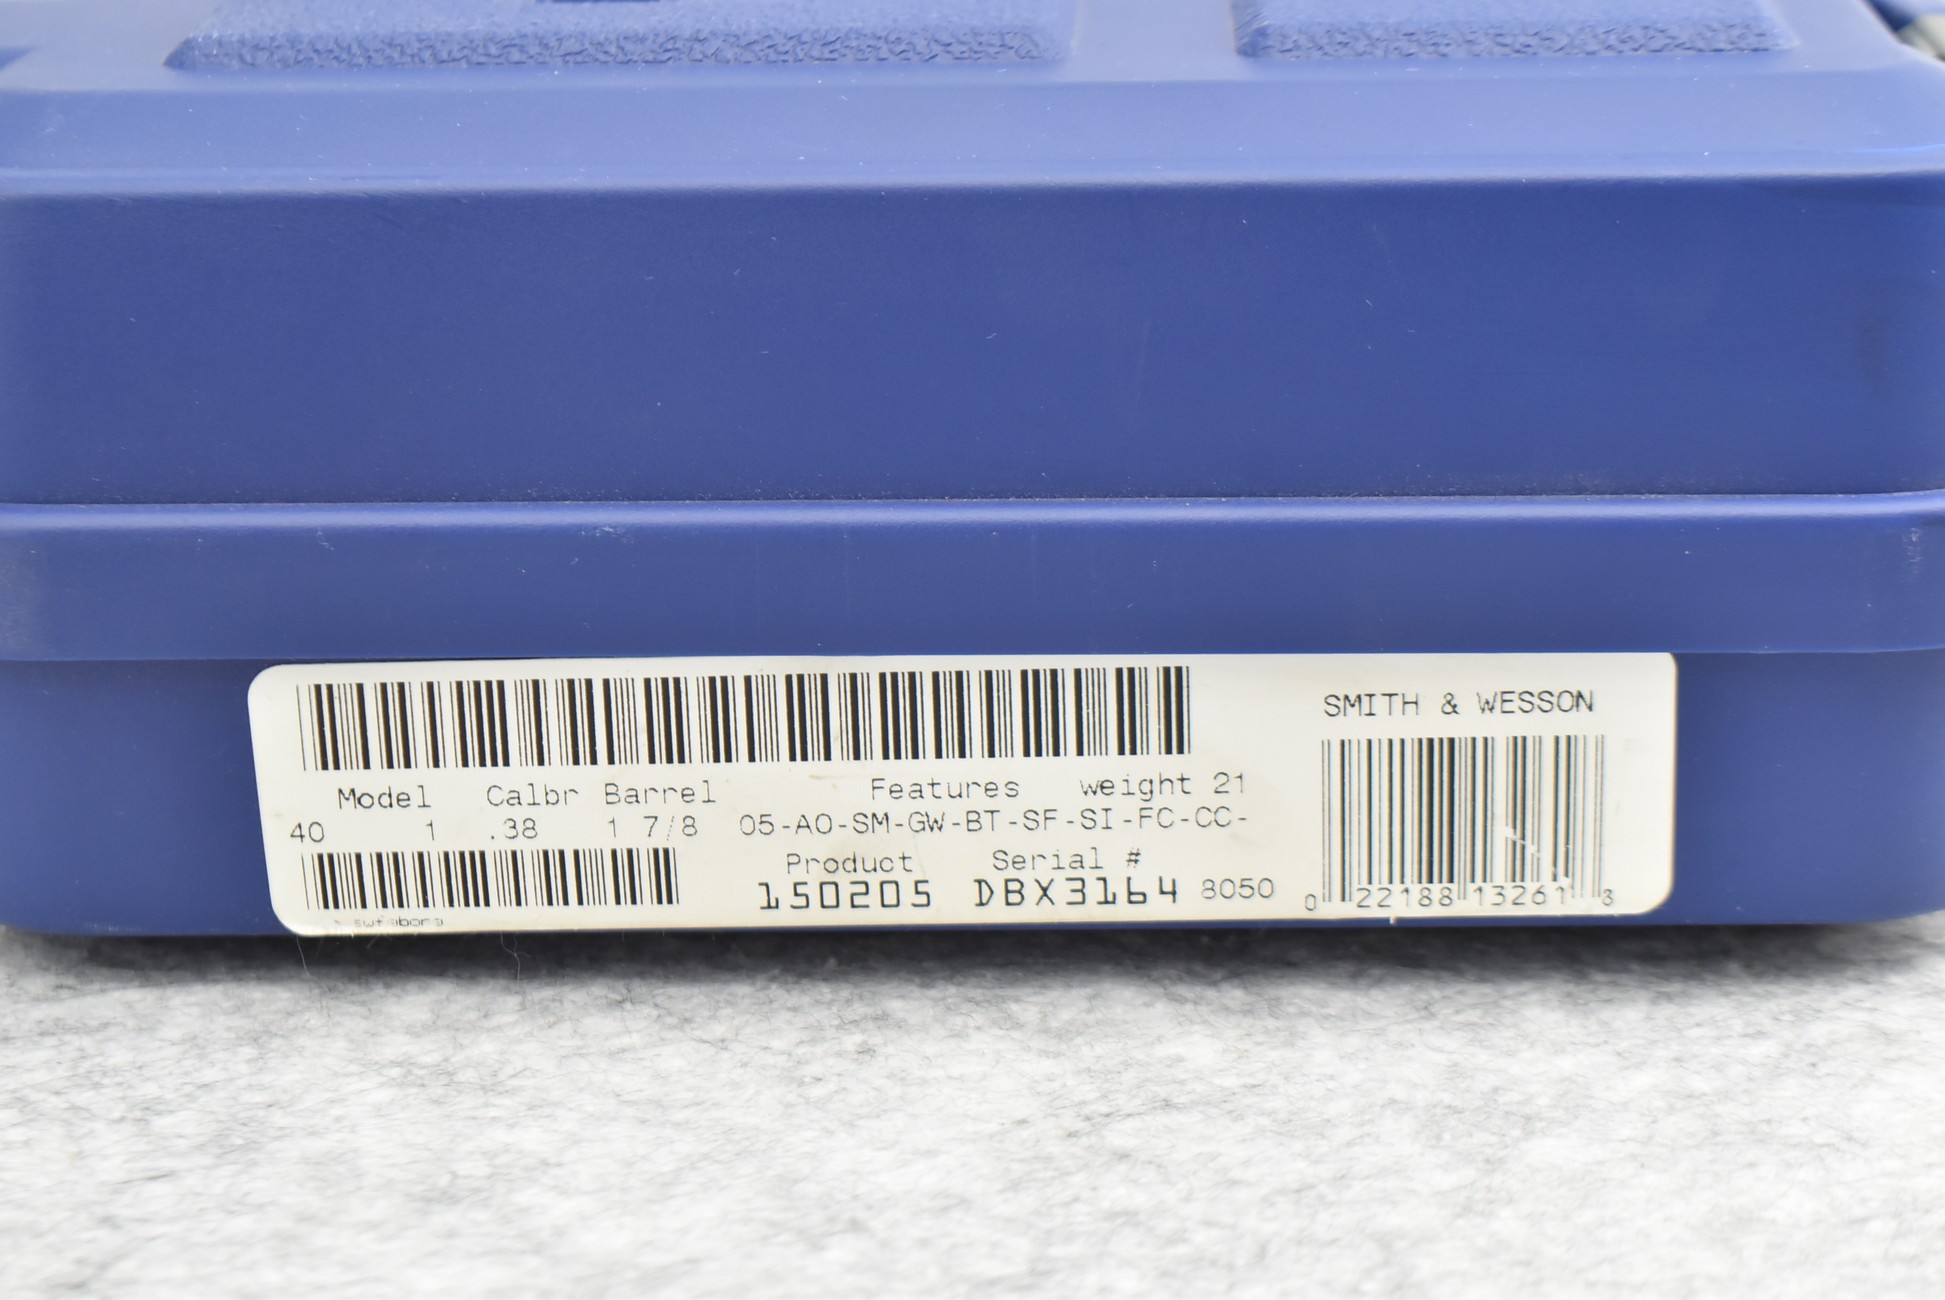 SMITH & WESSON
Model Calbr Barrel Features weight 21
40 1 .38 1 7/8 05-AO-SM-GW-BT-SF-SI-FC-CC-
Product Serial #
150205 DBX3164 8050
0 22188 13261 8